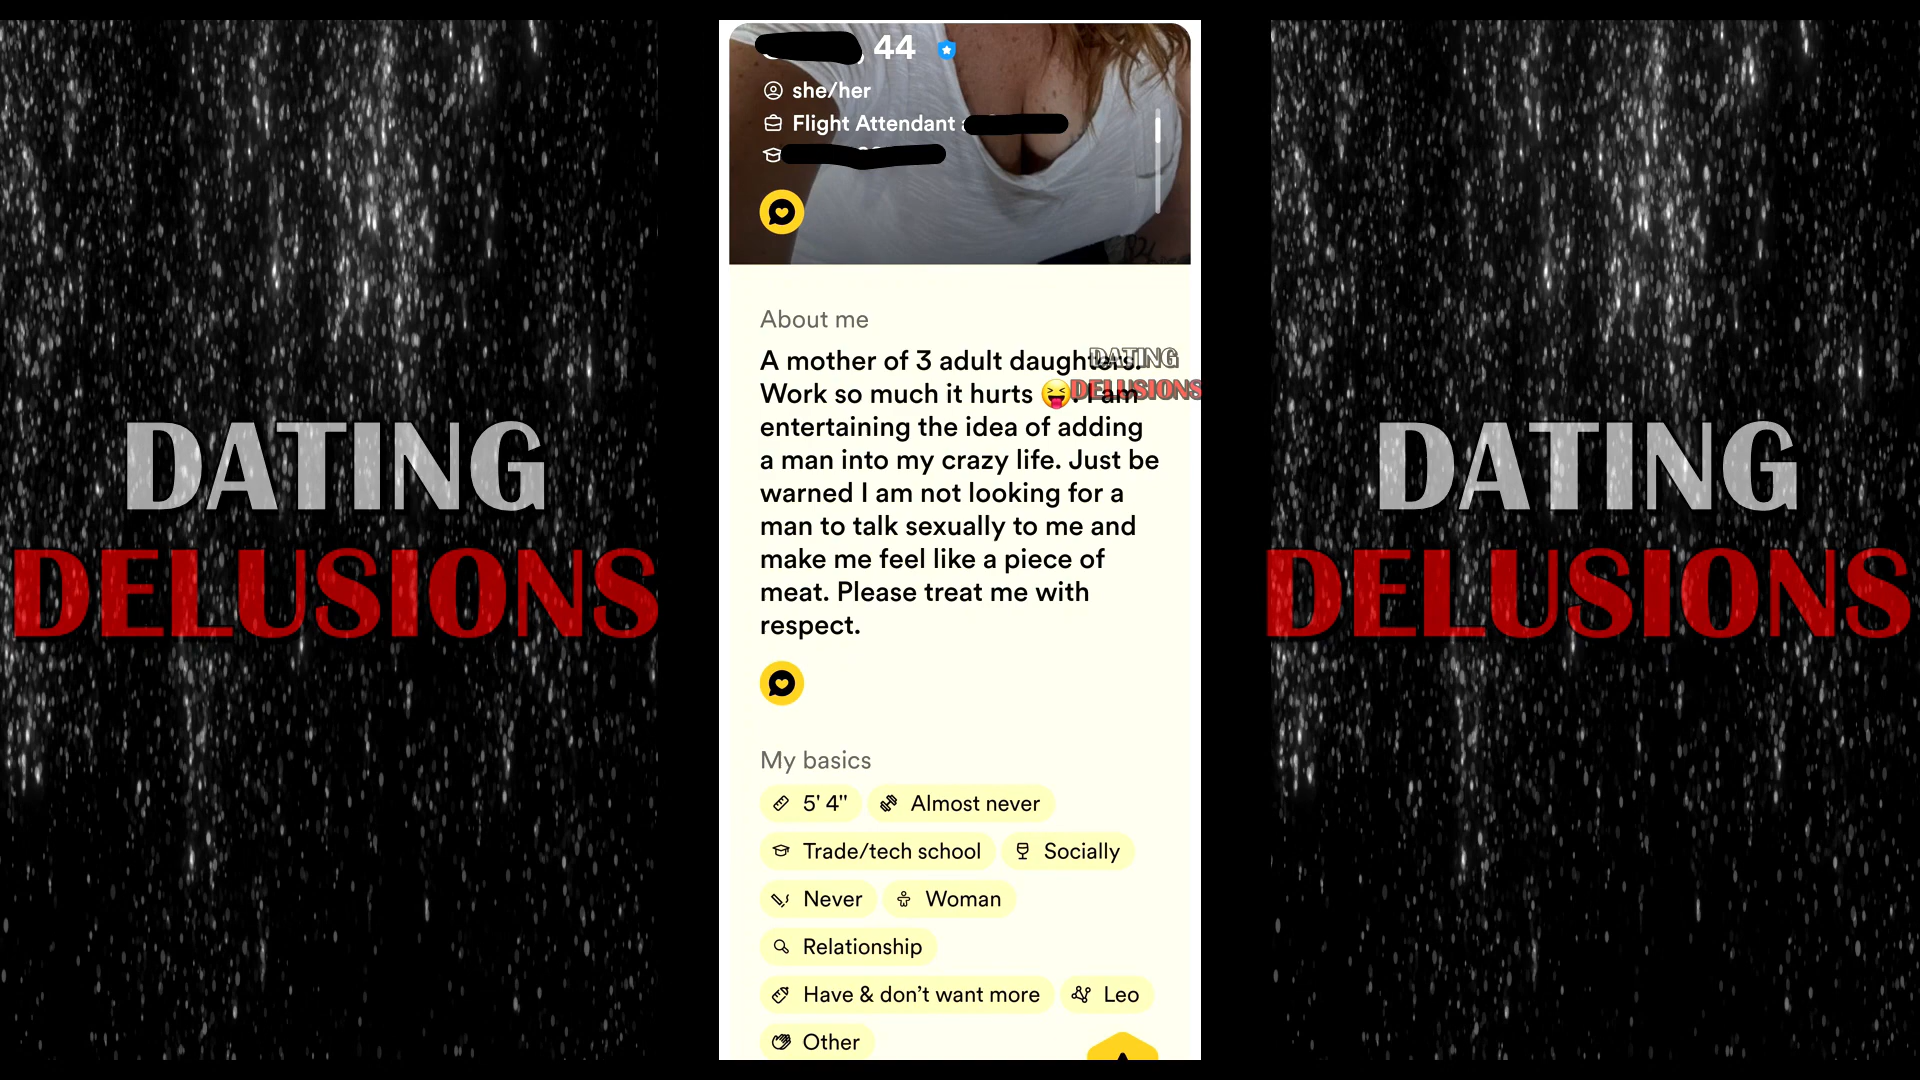 DATING
DELUSIONS
44
she/her
Flight Attendant
About me
A mother of 3 adult daughters.
Work so much it hurts 😝. I am
entertaining the idea of adding
a man into my crazy life. Just be
warned I am not looking for a
man to talk sexually to me and
make me feel like a piece of
meat. Please treat me with
respect.
DATING
DELUSIONS
My basics
5' 4"
Almost never
Trade/tech school
Socially
Never
Woman
Relationship
Have & don’t want more
Leo
Other
DATING
DELUSIONS